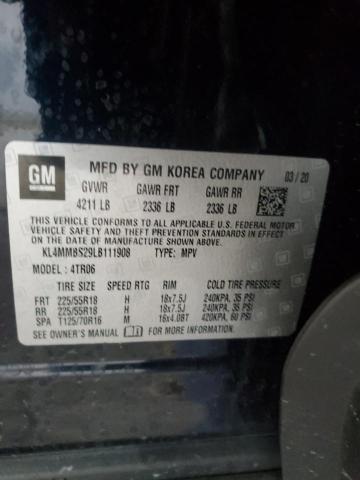 GM
MFD BY GM KOREA COMPANY 03/20
GVWR GAWR FRT GAWR RR
4211 LB 2336 LB 2336 LB
THIS VEHICLE CONFORMS TO ALL APPLICABLE U.S. FEDERAL MOTOR
VEHICLE SAFETY, BUMPER, AND THEFT PREVENTION STANDARDS
IN EFFECT ON THE DATE OF MANUFACTURE SHOWN ABOVE.
KL4MMBS29LB111908 TYPE: MPV
MODEL : 4TR06
TIRE SIZE SPEED RTG RIM COLD TIRE PRESSURE
FRT 225/55R18 H 18x7.5J 240KPA, 35 PSI
RR 225/55R18 H 18x7.5J 240KPA, 35 PSI
SPA T125/70R16 M 16x4.0BT 420KPA, 60 PSI
SEE OWNER'S MANUAL FOR MORE INFORMATION.